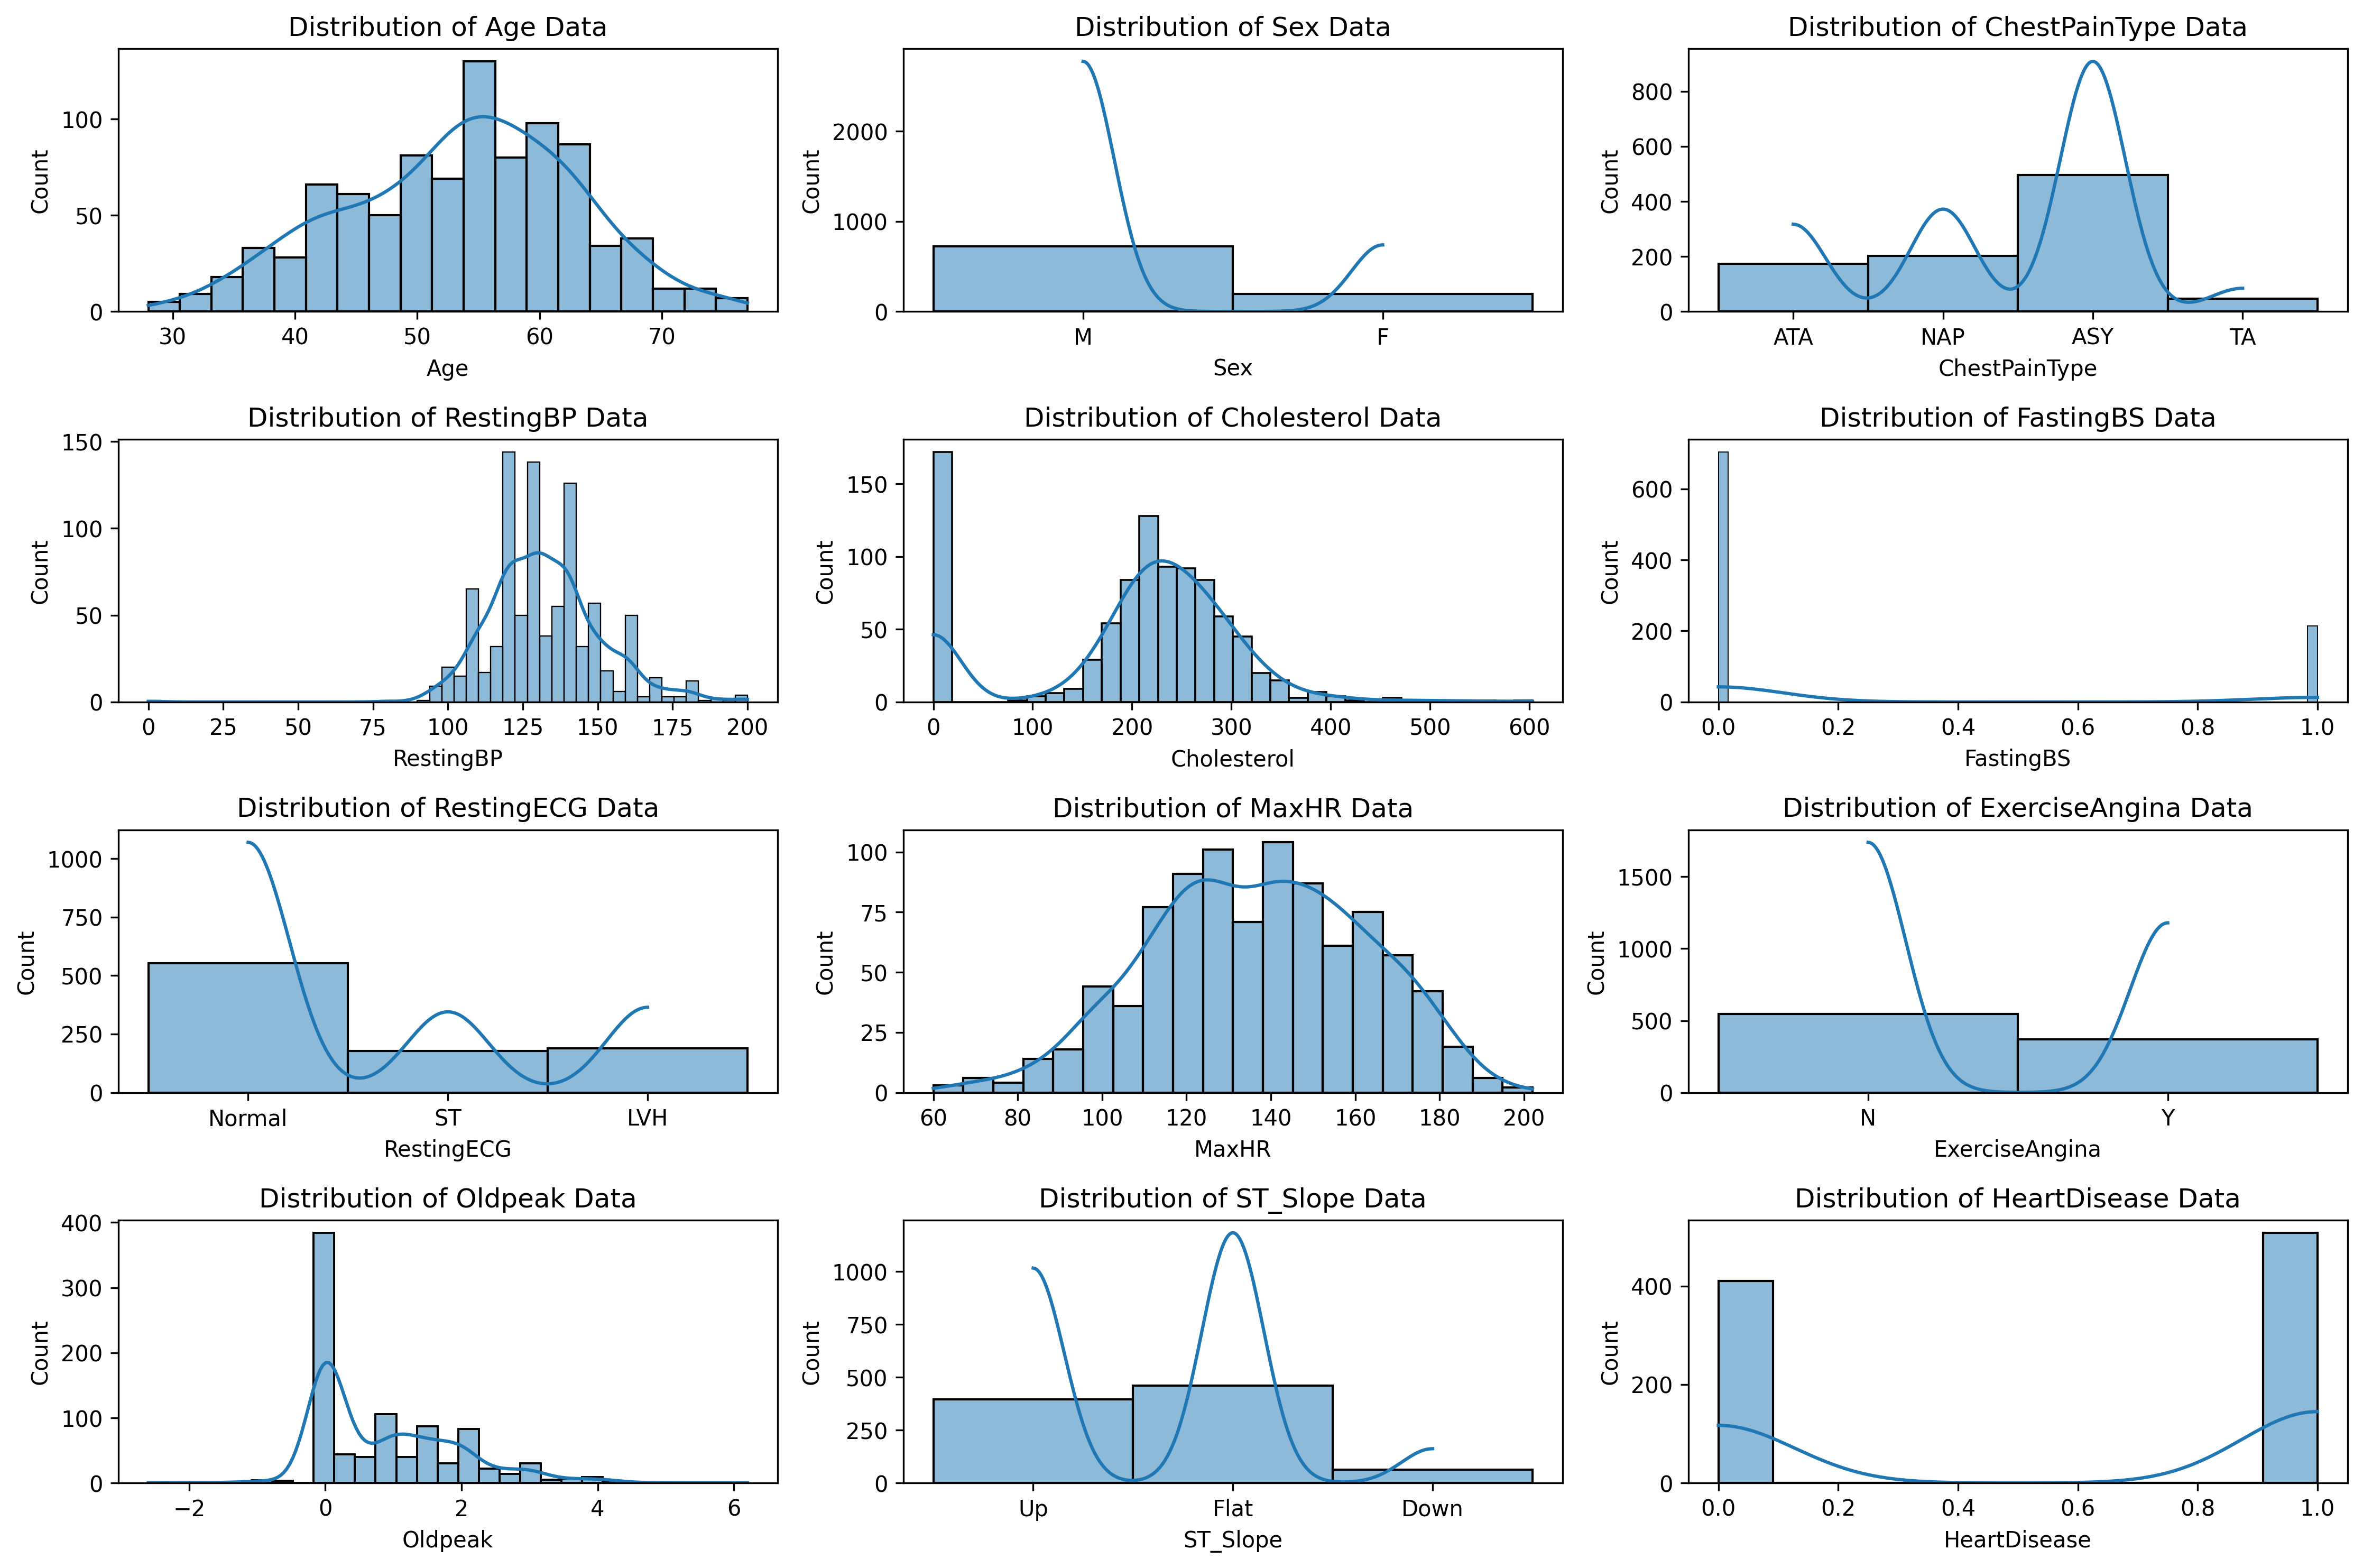 Distribution of Age Data
Count
100
50
0
30 40 50 60 70
Age
Distribution of Sex Data
Count
2000
1000
0
M F
Sex
Distribution of ChestPainType Data
Count
800
600
400
200
0
ATA NAP ASY TA
ChestPainType
Distribution of RestingBP Data
Count
150
100
50
0
0 25 50 75 100 125 150 175 200
RestingBP
Distribution of Cholesterol Data
Count
150
100
50
0
0 100 200 300 400 500 600
Cholesterol
Distribution of FastingBS Data
Count
600
400
200
0
0.0 0.2 0.4 0.6 0.8 1.0
FastingBS
Distribution of RestingECG Data
Count
1000
750
500
250
0
Normal ST LVH
RestingECG
Distribution of MaxHR Data
Count
100
75
50
25
0
60 80 100 120 140 160 180 200
MaxHR
Distribution of ExerciseAngina Data
Count
1500
1000
500
0
N Y
ExerciseAngina
Distribution of Oldpeak Data
Count
400
300
200
100
0
−2 0 2 4 6
Oldpeak
Distribution of ST_Slope Data
Count
1000
750
500
250
0
Up Flat Down
ST_Slope
Distribution of HeartDisease Data
Count
400
200
0
0.0 0.2 0.4 0.6 0.8 1.0
HeartDisease